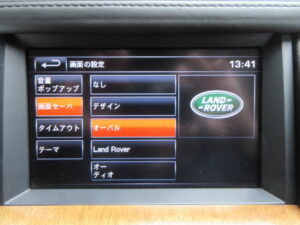 画面の設定
13:41
音量
ポップアップ
画面セーバ
タイムアウト
テーマ
なし
デザイン
オーバル
Land Rover
オー
ディオ
LAND
ROVER